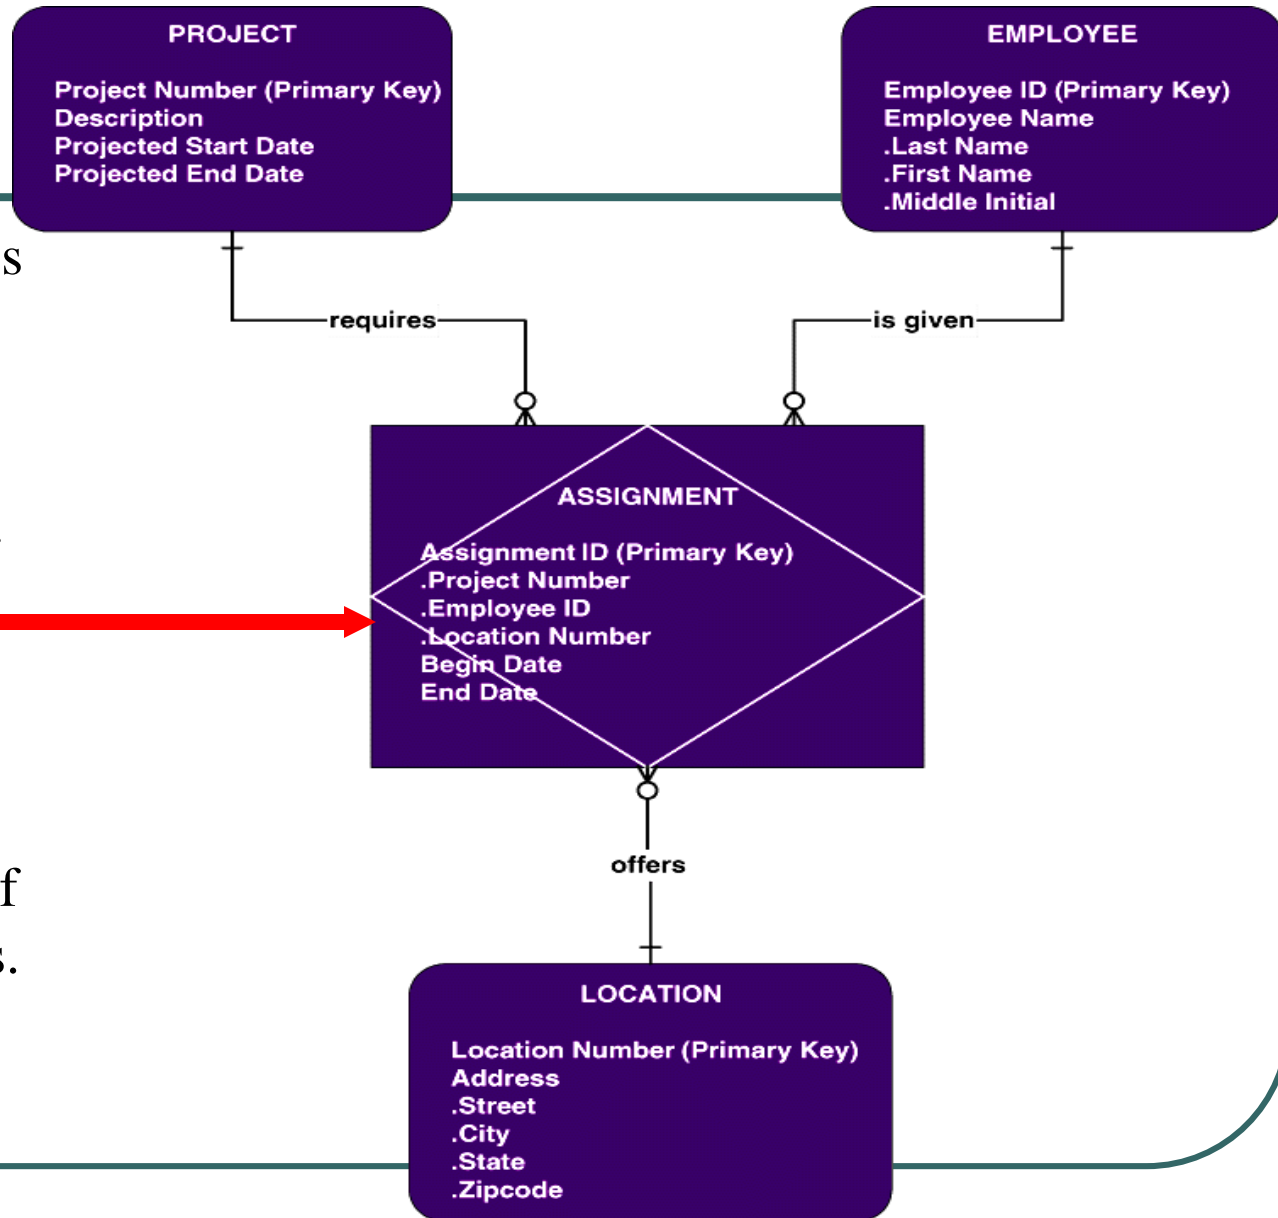 PROJECT
Project Number (Primary Key)
Description
Projected Start Date
Projected End Date
EMPLOYEE
Employee ID (Primary Key)
Employee Name
.Last Name
.First Name
.Middle Initial
s
requires
is given
ASSIGNMENT
Assignment ID (Primary Key)
.Project Number
.Employee ID
.Location Number
Begin Date
End Date
offers
f
s.
LOCATION
Location Number (Primary Key)
Address
.Street
.City
.State
.Zipcode